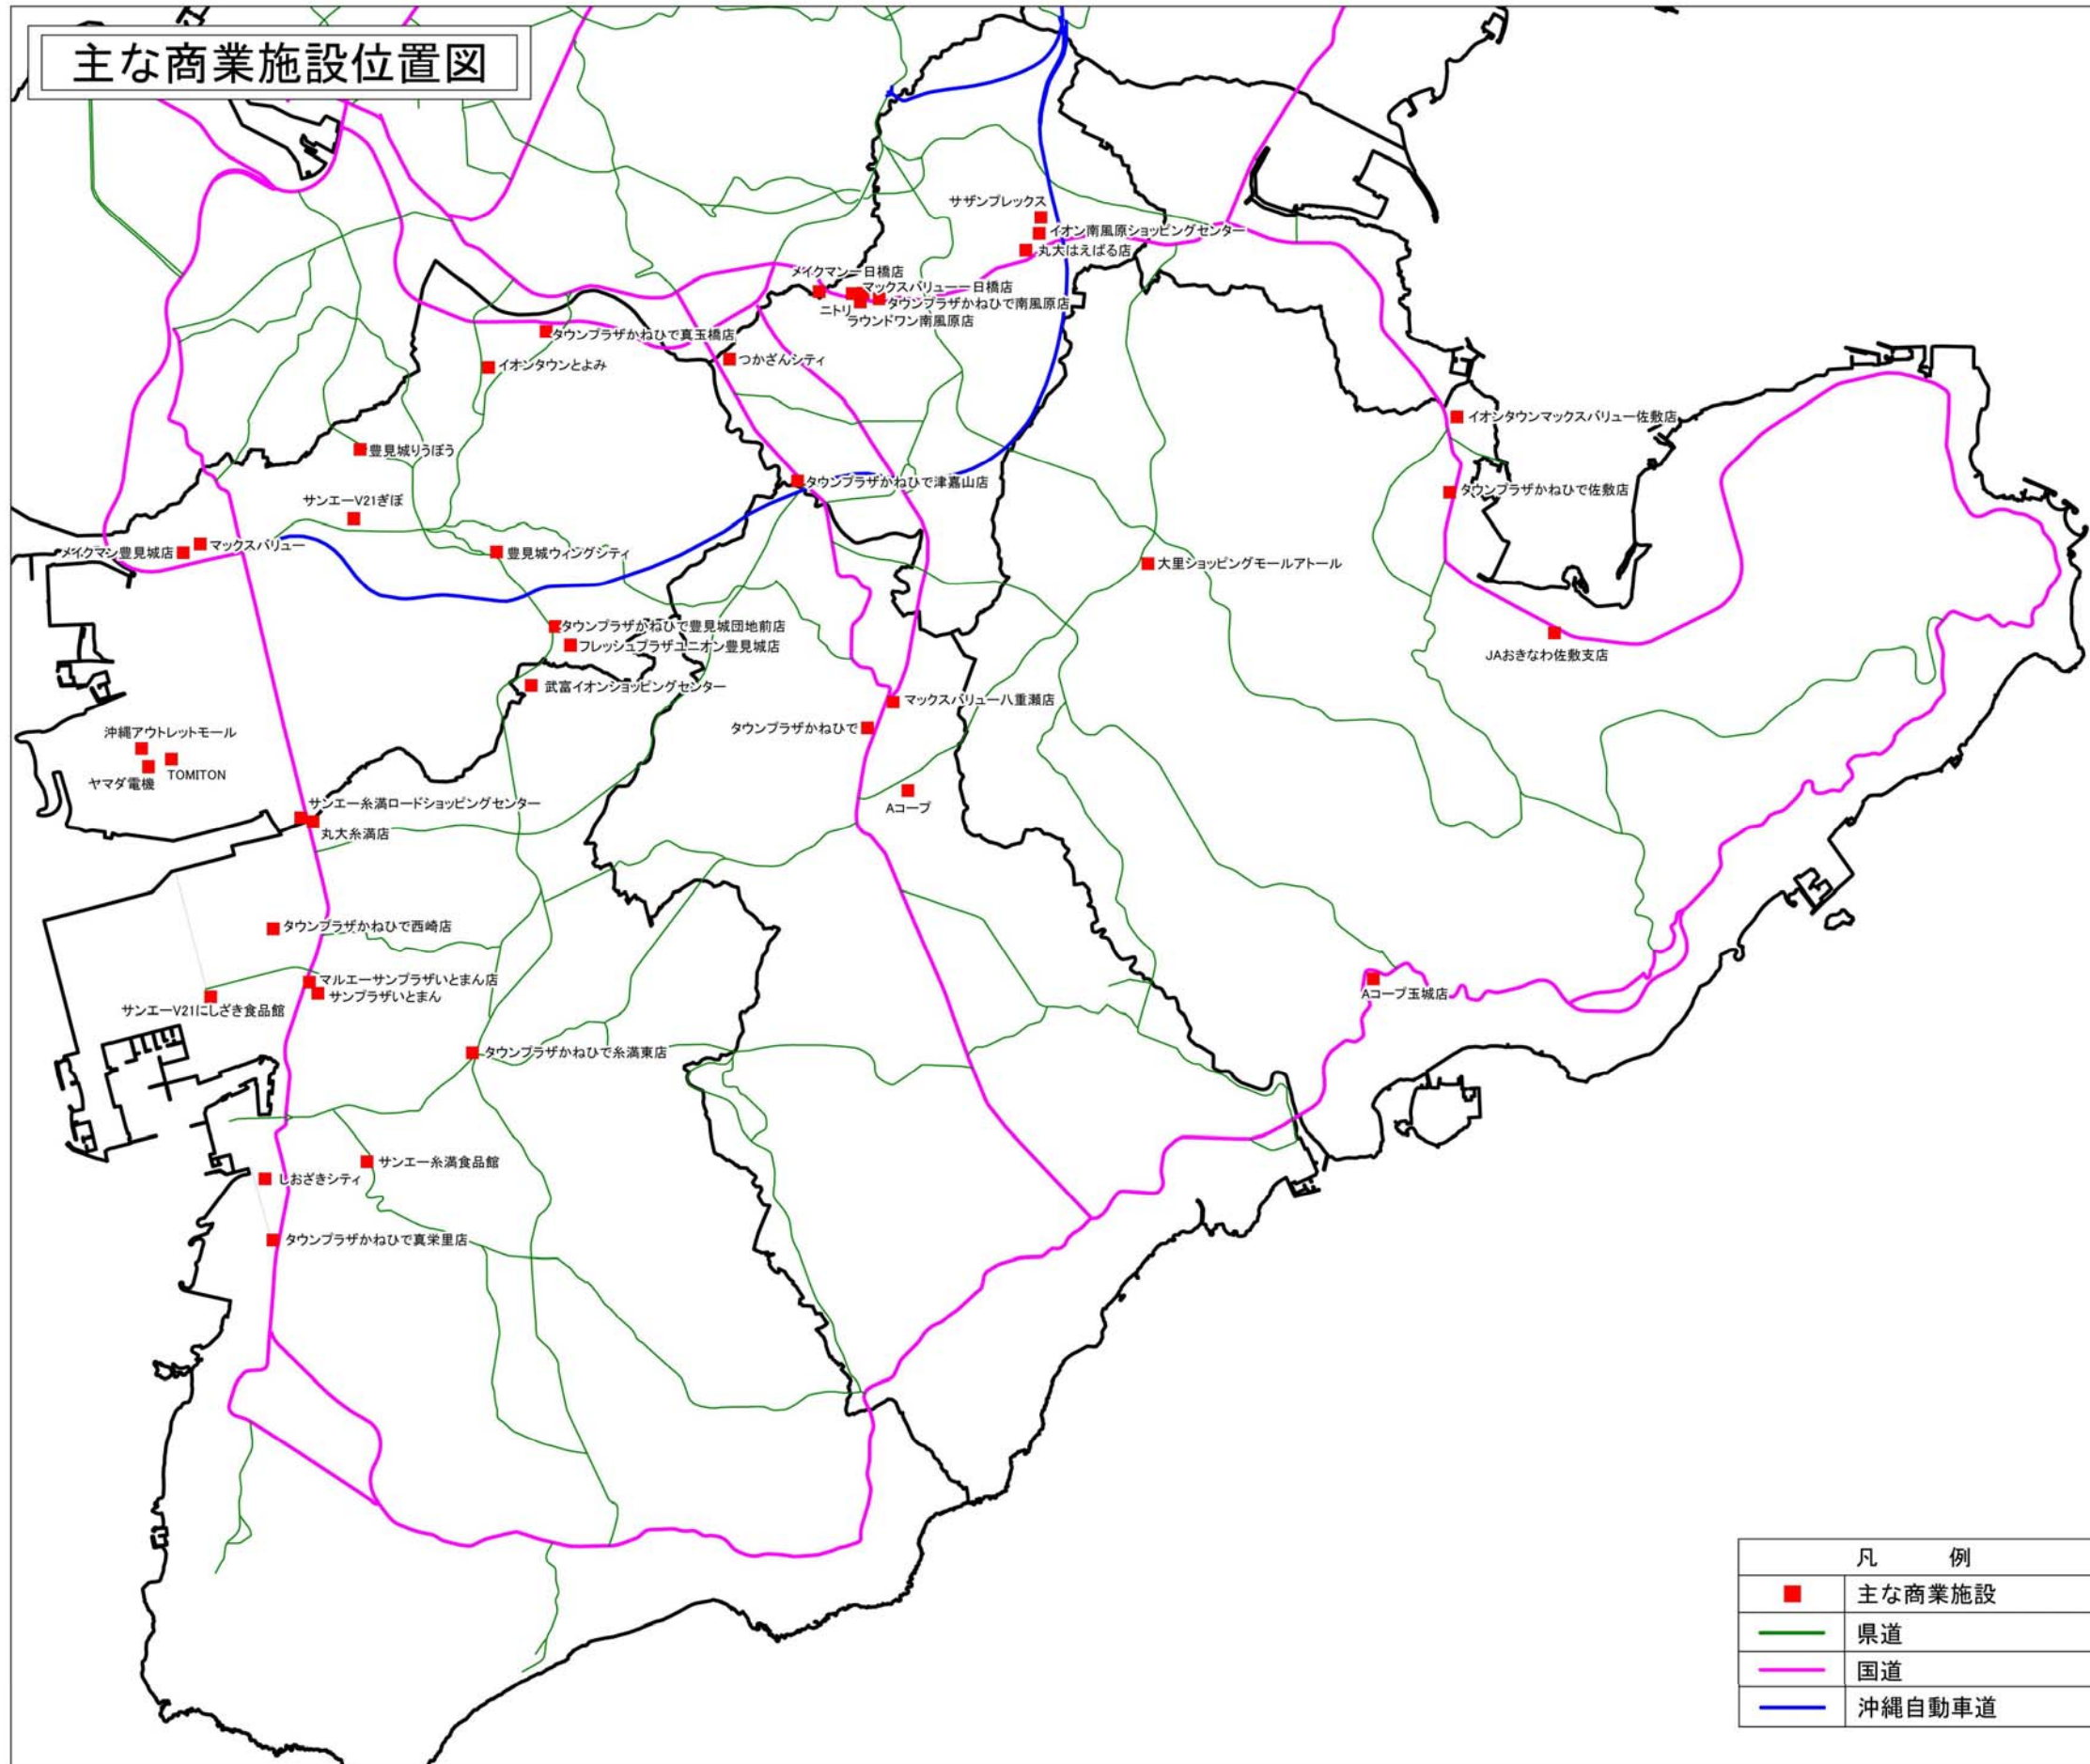 主な商業施設位置図
サザンプレックス
イオン南風原ショッピングセンター
丸大はえばる店
メイクマン一日橋店
マックスバリュー一日橋店
タウンプラザかねひで南風原店
ニトリ
ラウンドワン南風原店
タウンプラザかねひで真玉橋店
つかざんシティ
イオンタウンとよみ
イオンタウンマックスバリュー佐敷店
豊見城りうぼう
タウンプラザかねひで津嘉山店
タウンプラザかねひで佐敷店
サンエーV21ぎぼ
マックスバリュー
メイクマン豊見城店
豊見城ウィングシティ
大里ショッピングモールアトール
タウンプラザかねひで豊見城団地前店
フレッシュプラザユニオン豊見城店
JAおきなわ佐敷支店
武富イオンショッピングセンター
マックスバリュー八重瀬店
タウンプラザかねひで
沖縄アウトレットモール
TOMITON
ヤマダ電機
サンエー糸満ロードショッピングセンター
Aコープ
丸大糸満店
タウンプラザかねひで西崎店
マルエーサンプラザいとまん店
サンプラザいとまん
Aコープ玉城店
サンエーV21にしざき食品館
タウンプラザかねひで糸満東店
サンエー糸満食品館
しおざきシティ
タウンプラザかねひで真栄里店
凡 例
主な商業施設
県道
国道
沖縄自動車道